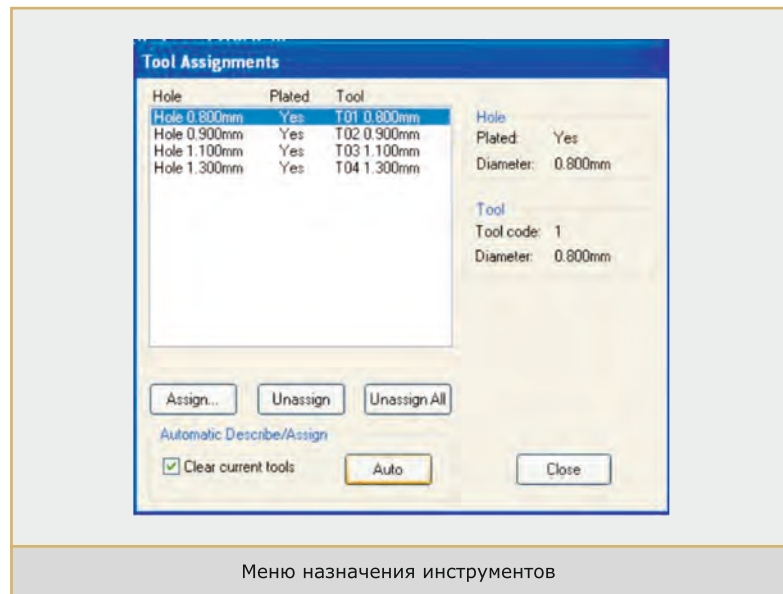 Tool Assignments
Hole Plated Tool
Hole 0.800mm Yes T01 0.800mm
Hole 0.900mm Yes T02 0.900mm
Hole 1.100mm Yes T03 1.100mm
Hole 1.300mm Yes T04 1.300mm
Hole
Plated: Yes
Diameter: 0.800mm
Tool
Tool code: 1
Diameter: 0.800mm
Assign... Unassign Unassign All
Automatic Describe/Assign
Clear current tools Auto Close
Меню назначения инструментов